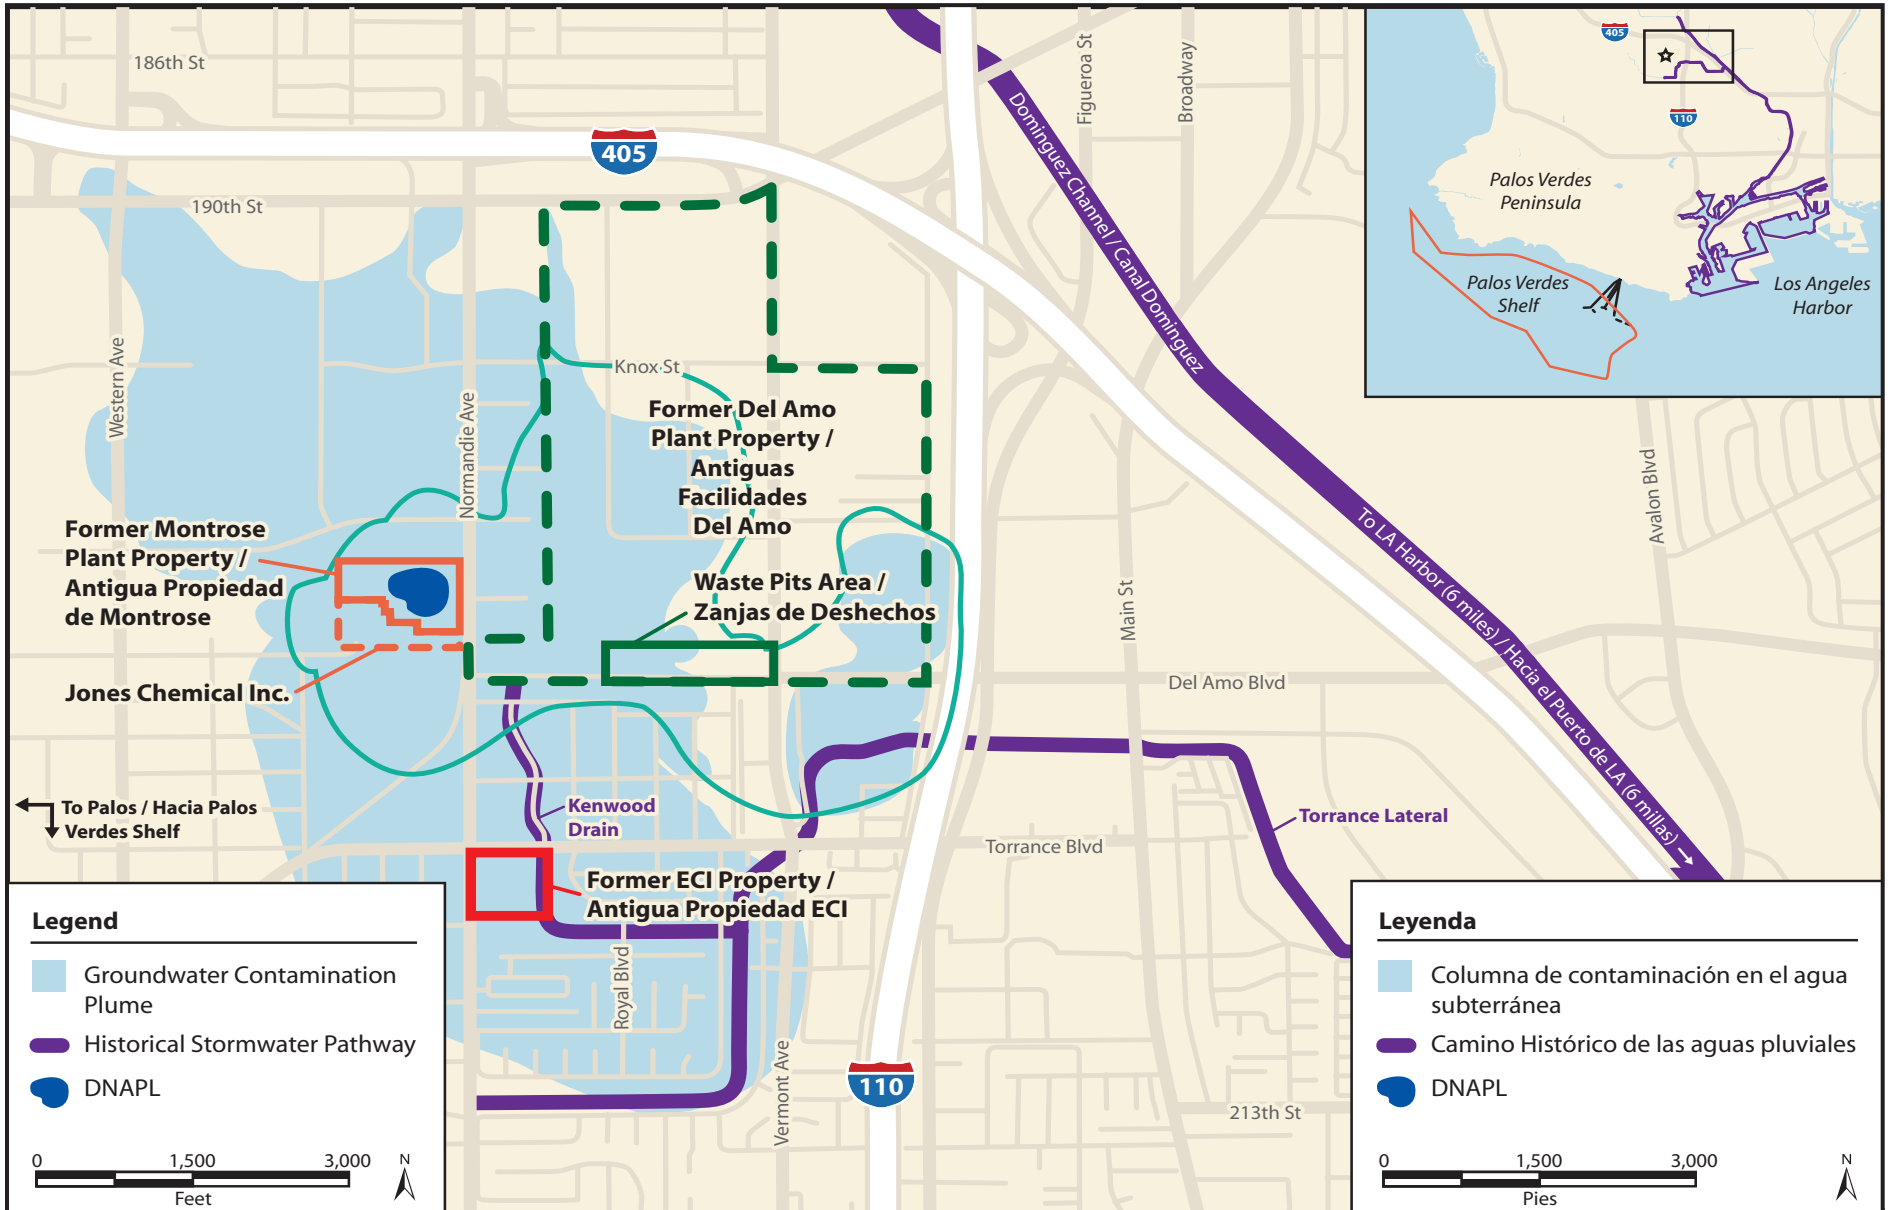 186th St
405
190th St
Figueroa St
Broadway
Dominguez Channel / Canal Dominguez
405
110
Palos Verdes
Peninsula
Palos Verdes
Shelf
Los Angeles
Harbor
Western Ave
Normandie Ave
Knox St
Former Del Amo
Plant Property /
Antiguas
Facilidades
Del Amo
Former Montrose
Plant Property /
Antigua Propiedad
de Montrose
Waste Pits Area /
Zanjas de Deshechos
Jones Chemical Inc.
Main St
Avalon Blvd
Del Amo Blvd
To LA Harbor (6 miles) / Hacia el Puerto de LA (6 millas)
To Palos / Hacia Palos
Verdes Shelf
Kenwood
Drain
Torrance Lateral
Torrance Blvd
Former ECI Property /
Antigua Propiedad ECI
Royal Blvd
Vermont Ave
110
213th St
Legend
Groundwater Contamination
Plume
Historical Stormwater Pathway
DNAPL
0 1,500 3,000
Feet
N
Leyenda
Columna de contaminación en el agua
subterránéa
Camino Histórico de las aguas pluviales
DNAPL
0 1,500 3,000
Pies
N